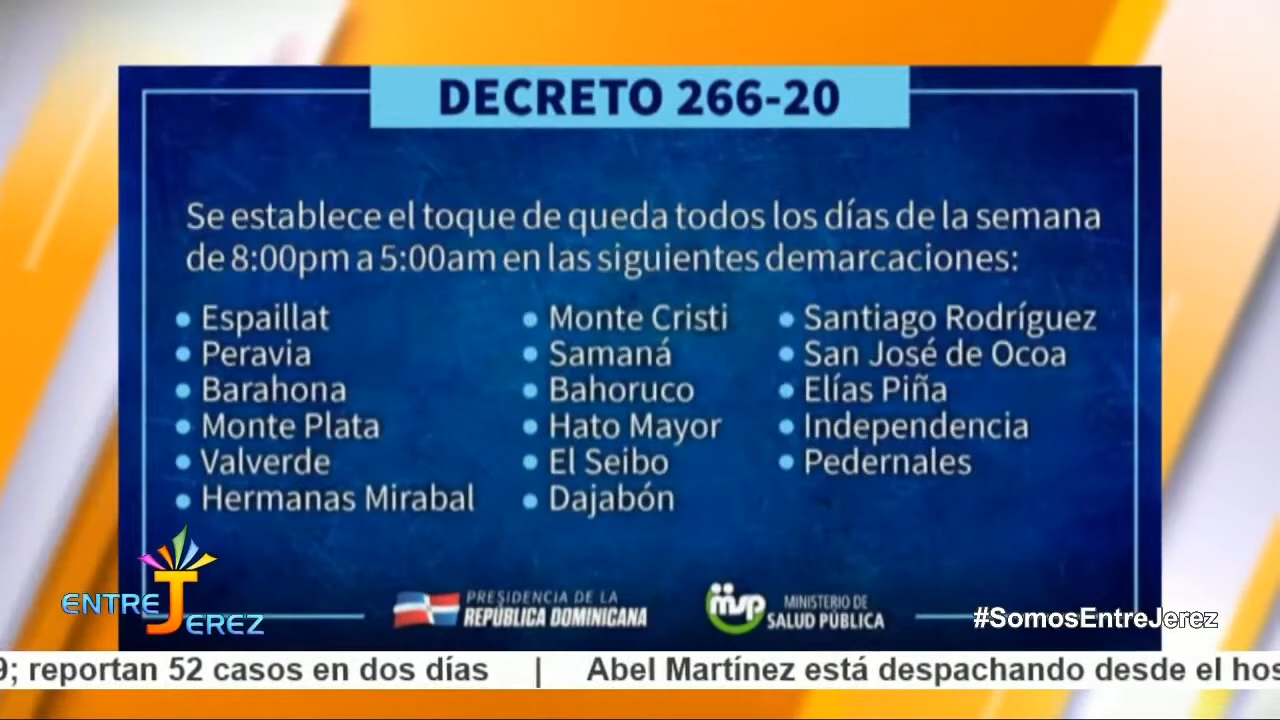 DECRETO 266-20
Se establece el toque de queda todos los días de la semana
de 8:00pm a 5:00am en las siguientes demarcaciones:
• Espaillat
• Peravia
• Barahona
• Monte Plata
• Valverde
• Hermanas Mirabal
• Monte Cristi
• Samaná
• Bahoruco
• Hato Mayor
• El Seibo
• Dajabón
• Santiago Rodríguez
• San José de Ocoa
• Elías Piña
• Independencia
• Pedernales
ENTRE JEREZ
PRESIDENCIA DE LA
REPÚBLICA DOMINICANA
msp
MINISTERIO DE
SALUD PÚBLICA
#SomosEntreJerez
9; reportan 52 casos en dos días | Abel Martínez está despachando desde el hos